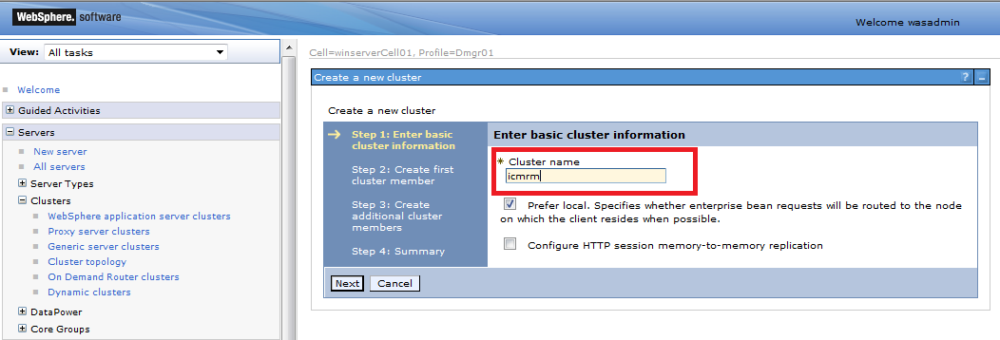 WebSphere. software
Welcome wasadmin
View: All tasks
Welcome
Guided Activities
Servers
New server
All servers
Server Types
Clusters
WebSphere application server clusters
Proxy server clusters
Generic server clusters
Cluster topology
On Demand Router clusters
Dynamic clusters
DataPower
Core Groups
Cell=winserverCell01, Profile=Dmgr01
Create a new cluster
?
Create a new cluster
Step 1: Enter basic
cluster information
Step 2: Create first
cluster member
Step 3: Create
additional cluster
members
Step 4: Summary
Enter basic cluster information
* Cluster name
icmrm
Prefer local. Specifies whether enterprise bean requests will be routed to the node
on which the client resides when possible.
Configure HTTP session memory-to-memory replication
Next
Cancel